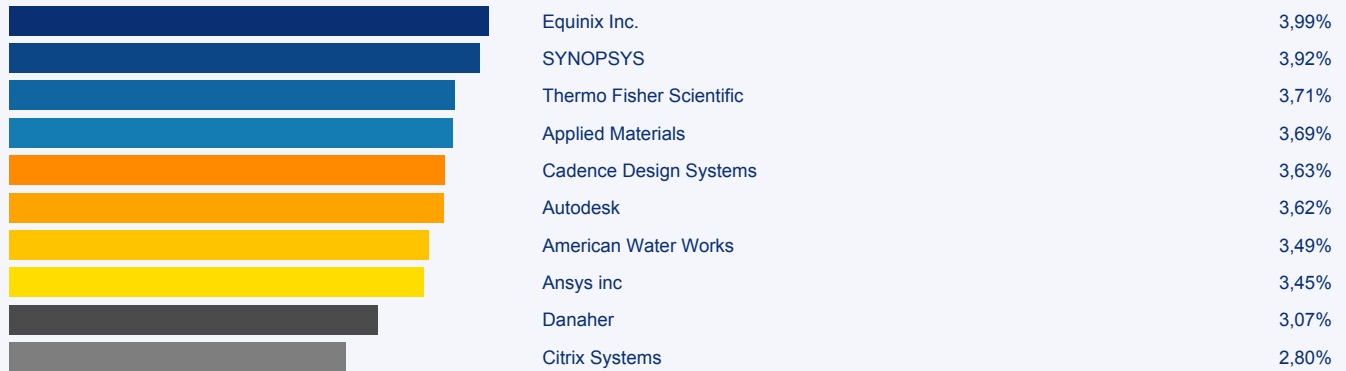 Equinix Inc. 3,99%
SYNOPSYS 3,92%
Thermo Fisher Scientific 3,71%
Applied Materials 3,69%
Cadence Design Systems 3,63%
Autodesk 3,62%
American Water Works 3,49%
Ansys inc 3,45%
Danaher 3,07%
Citrix Systems 2,80%